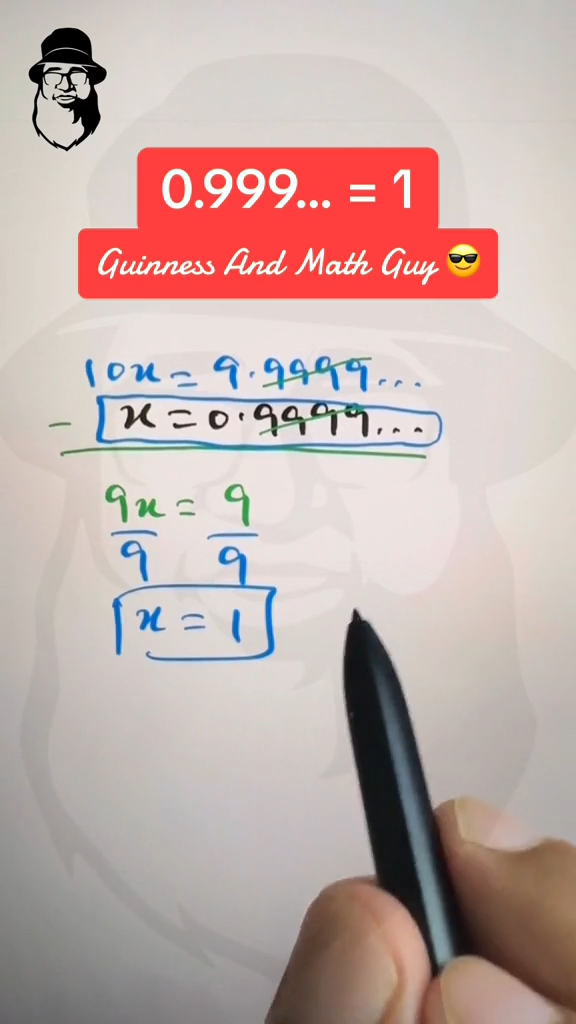 0.999... = 1
Guinness And Math Guy 😎
10x = 9.9999...
- x = 0.9999...
9x = 9
9 9
x = 1